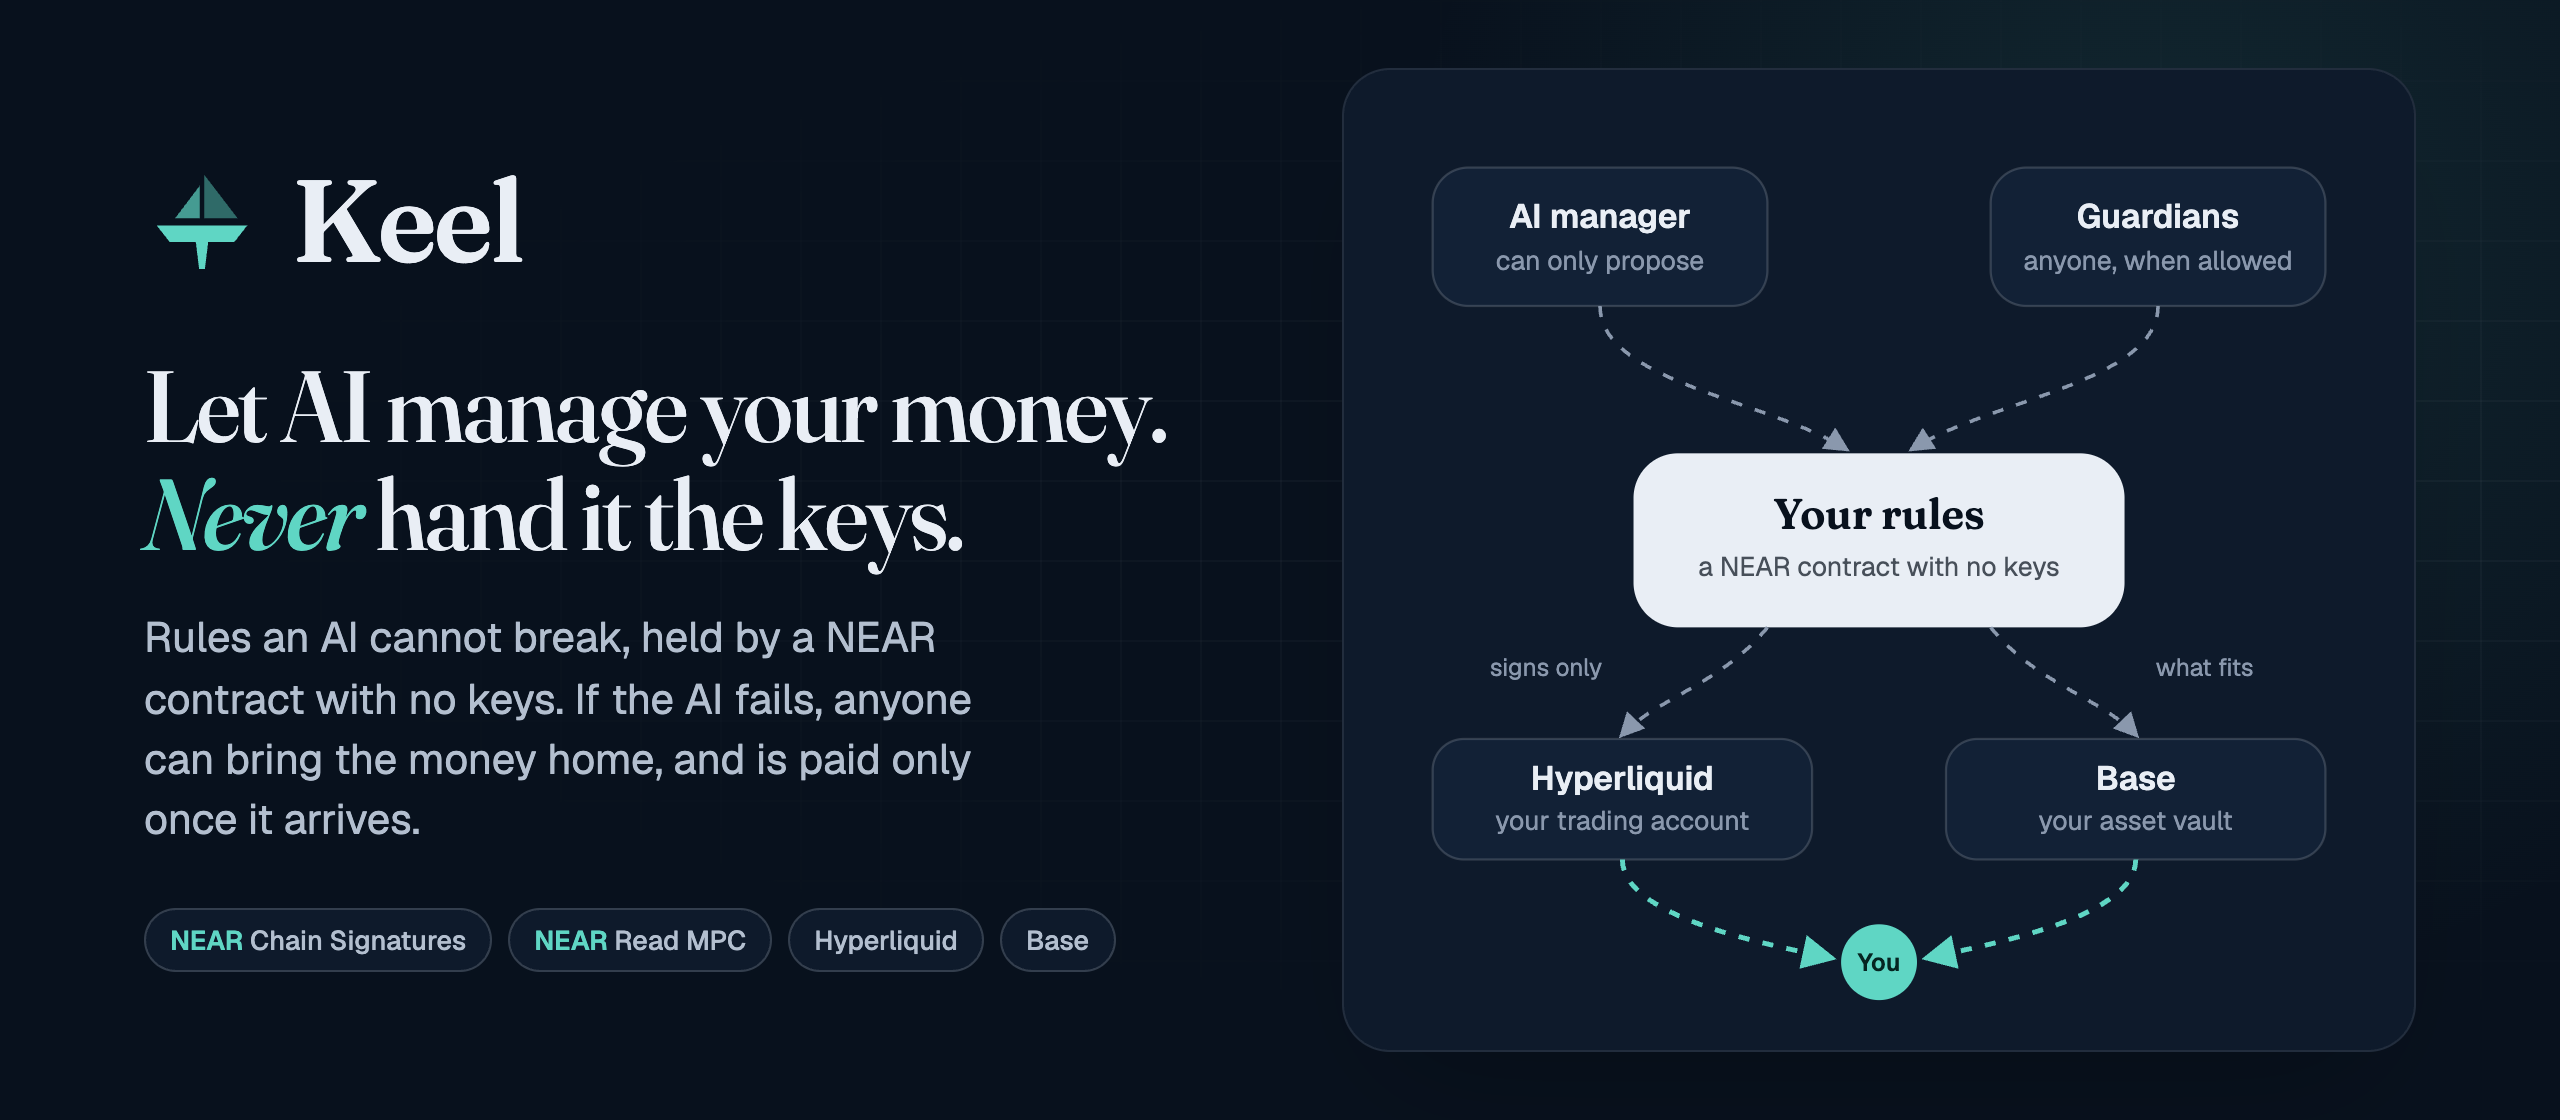 Keel
Let AI manage your money.
Never hand it the keys.
Rules an AI cannot break, held by a NEAR
contract with no keys. If the AI fails, anyone
can bring the money home, and is paid only
once it arrives.
NEAR Chain Signatures
NEAR Read MPC
Hyperliquid
Base
AI manager
can only propose
Guardians
anyone, when allowed
Your rules
a NEAR contract with no keys
signs only
what fits
Hyperliquid
your trading account
Base
your asset vault
You